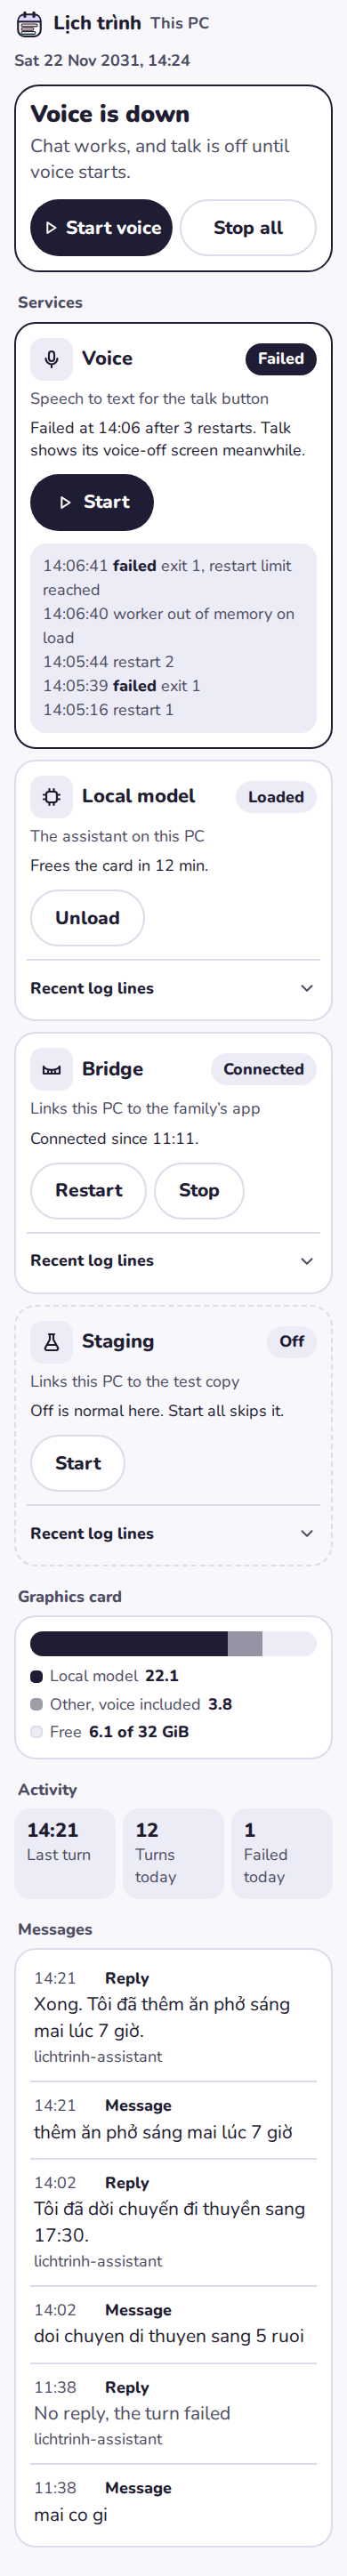 Lịch trình This PC
Sat 22 Nov 2031, 14:24
Voice is down
Chat works, and talk is off until
voice starts.
Start voice
Stop all
Services
Voice
Failed
Speech to text for the talk button
Failed at 14:06 after 3 restarts. Talk
shows its voice-off screen meanwhile.
Start
14:06:41 failed exit 1, restart limit
reached
14:06:40 worker out of memory on
load
14:05:44 restart 2
14:05:39 failed exit 1
14:05:16 restart 1
Local model
Loaded
The assistant on this PC
Frees the card in 12 min.
Unload
Recent log lines
Bridge
Connected
Links this PC to the family's app
Connected since 11:11.
Restart
Stop
Recent log lines
Staging
Off
Links this PC to the test copy
Off is normal here. Start all skips it.
Start
Recent log lines
Graphics card
Local model 22.1
Other, voice included 3.8
Free 6.1 of 32 GiB
Activity
14:21
Last turn
12
Turns
today
1
Failed
today
Messages
14:21 Reply
Xong. Tôi đã thêm ăn phở sáng
mai lúc 7 giờ.
lichtrinh-assistant
14:21 Message
thêm ăn phở sáng mai lúc 7 giờ
14:02 Reply
Tôi đã dời chuyến đi thuyền sang
17:30.
lichtrinh-assistant
14:02 Message
doi chuyen di thuyen sang 5 ruoi
11:38 Reply
No reply, the turn failed
lichtrinh-assistant
11:38 Message
mai co gi